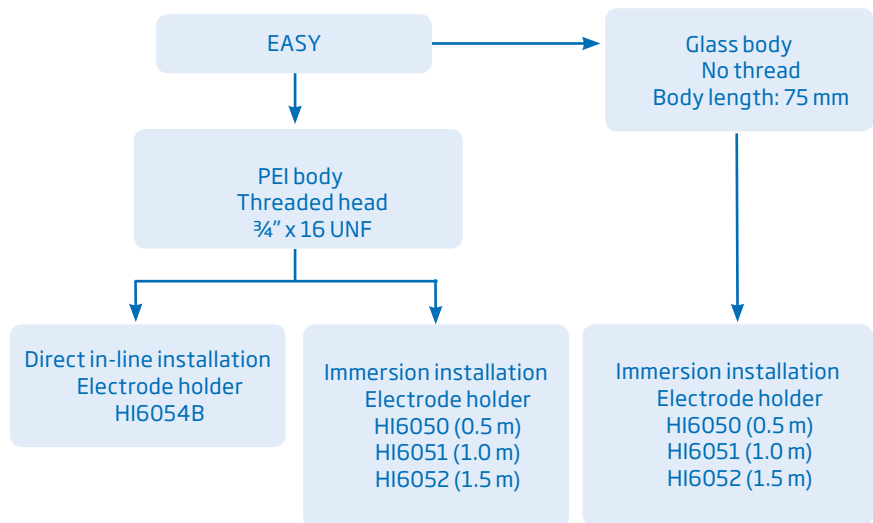 EASY
Glass body
No thread
Body length: 75 mm
PEI body
Threaded head
¾” x 16 UNF
Direct in-line installation
Electrode holder
HI6054B
Immersion installation
Electrode holder
HI6050 (0.5 m)
HI6051 (1.0 m)
HI6052 (1.5 m)
Immersion installation
Electrode holder
HI6050 (0.5 m)
HI6051 (1.0 m)
HI6052 (1.5 m)